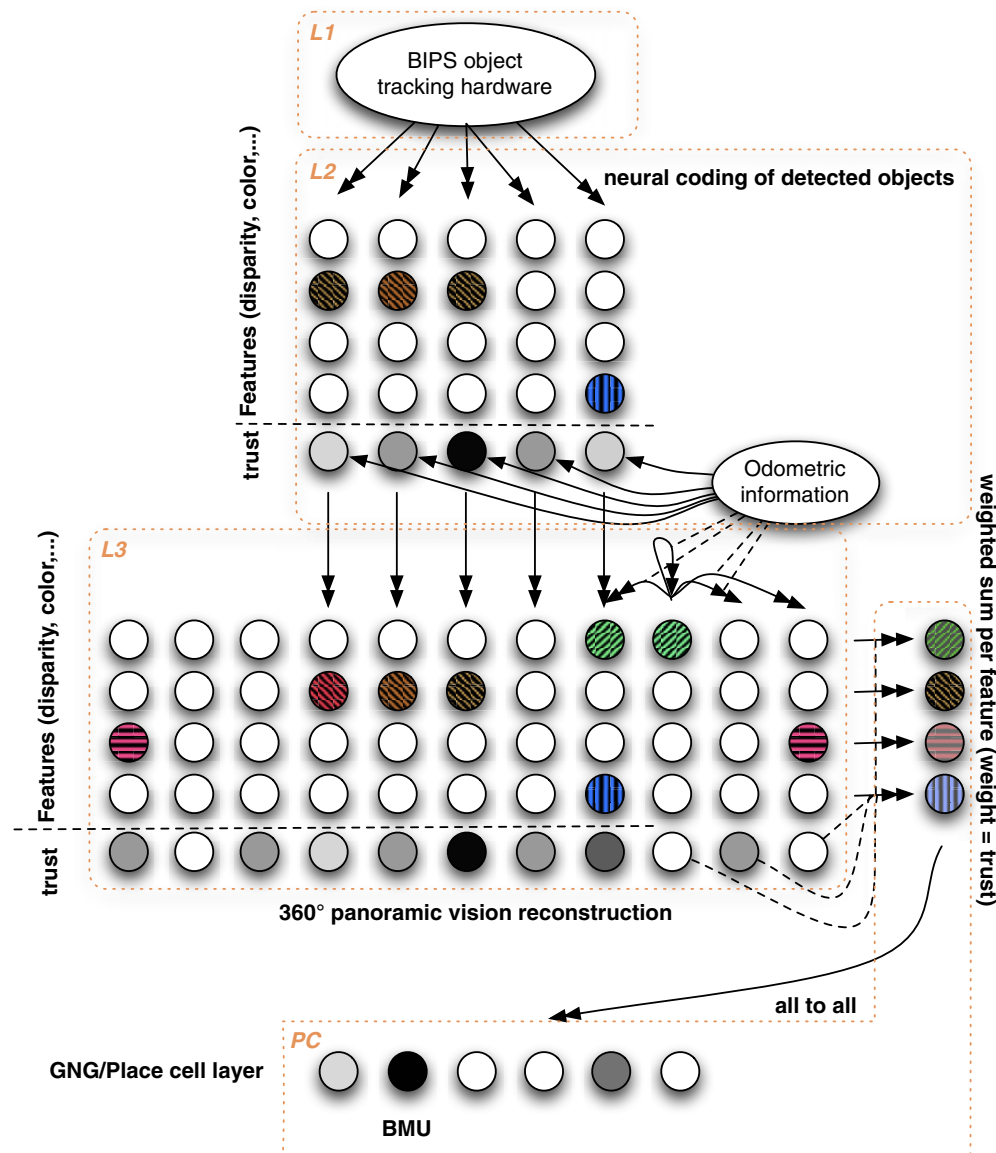 L1
BIPS object
tracking hardware
L2
neural coding of detected objects
Features (disparity, color,...)
trust
Odometric
information
L3
Features (disparity, color,...)
trust
weighted sum per feature (weight = trust)
360° panoramic vision reconstruction
all to all
PC
GNG/Place cell layer
BMU